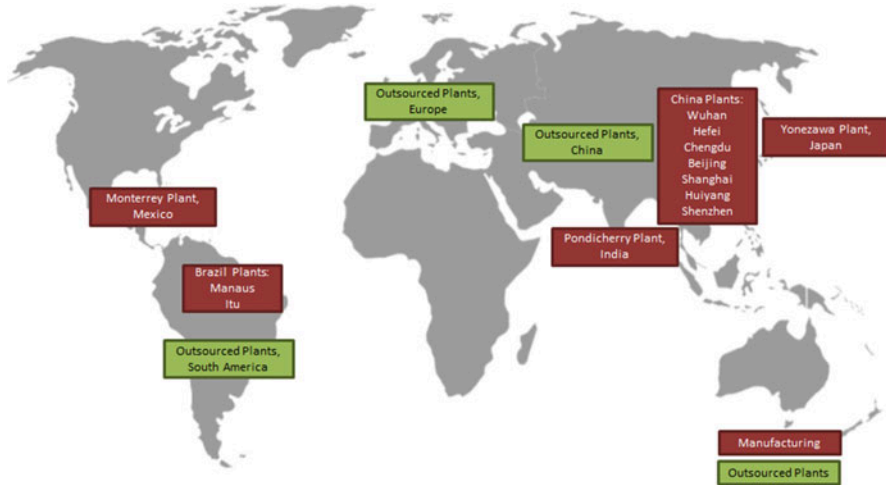 Outsourced Plants,
Europe
Outsourced Plants,
China
China Plants:
Wuhan
Hefei
Chengdu
Beijing
Shanghai
Huiyang
Shenzhen
Yonezawa Plant,
Japan
Monterrey Plant,
Mexico
Pondicherry Plant,
India
Brazil Plants:
Manaus
Itu
Outsourced Plants,
South America
Manufacturing
Outsourced Plants